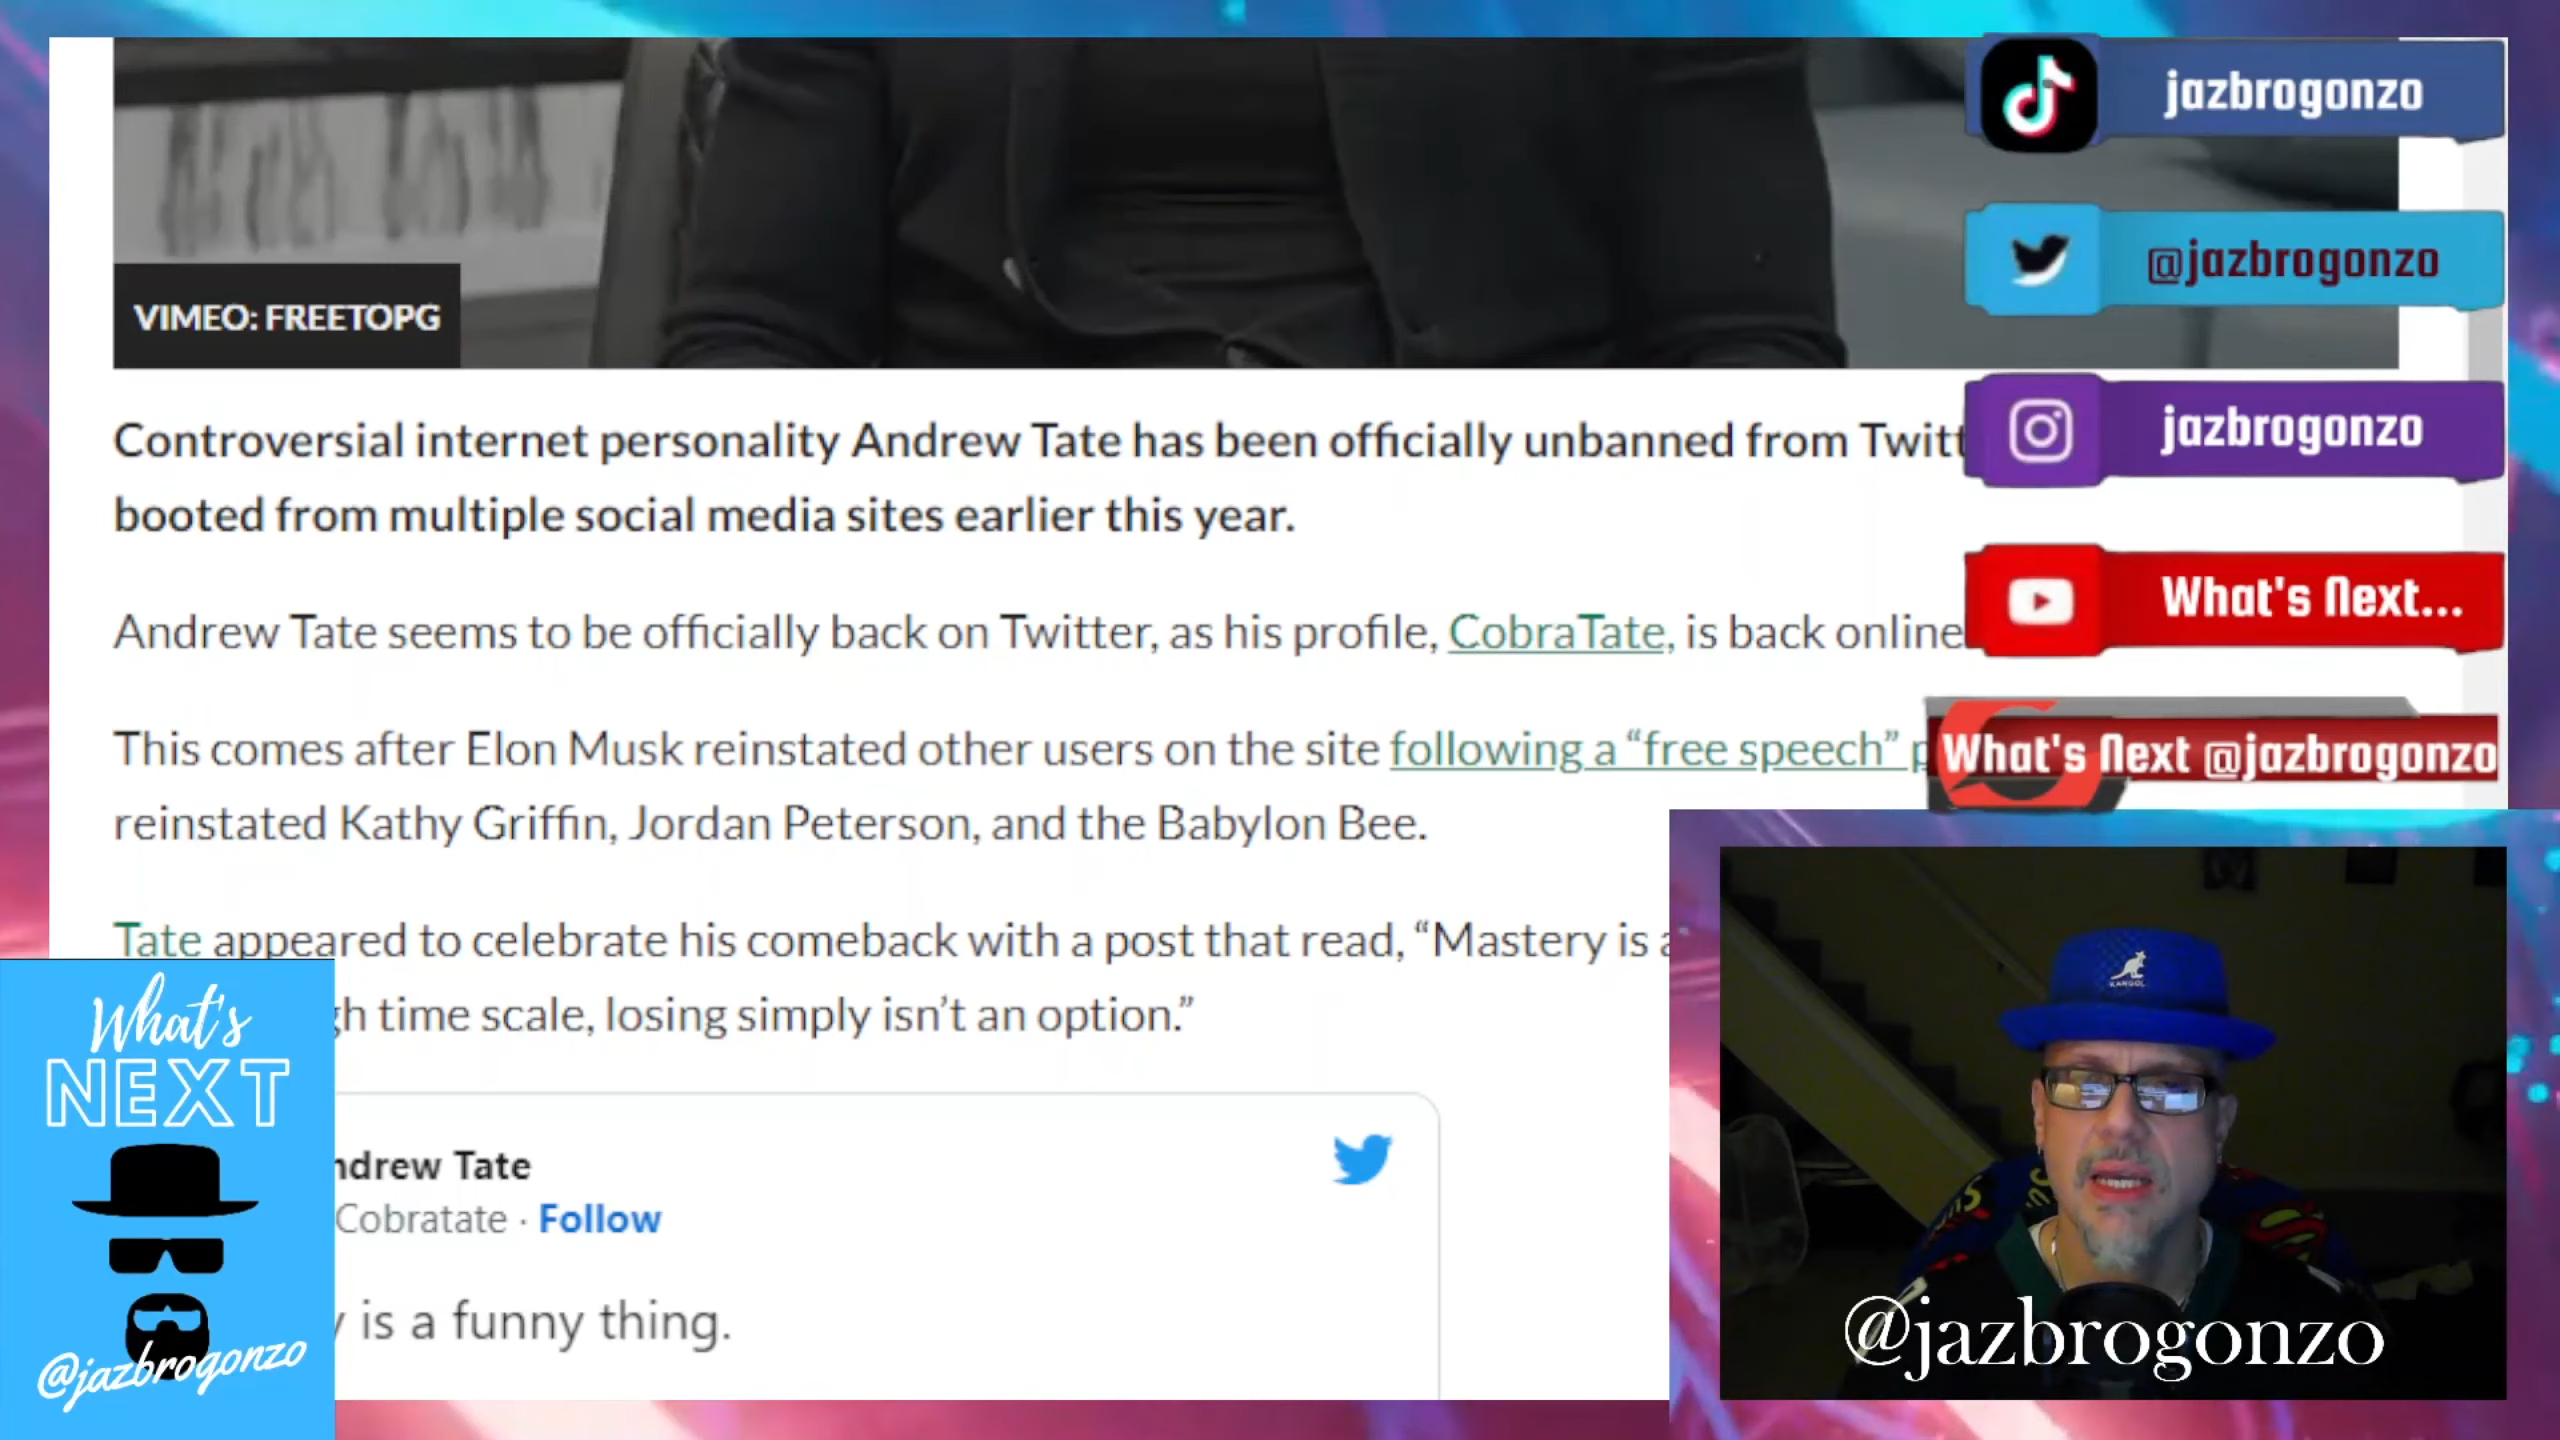 jazbrogonzo
@jazbrogonzo
jazbrogonzo
What's Next...
What's Next @jazbrogonzo
VIMEO: FREETOPG
Controversial internet personality Andrew Tate has been officially unbanned from
booted from multiple social media sites earlier this year.
Andrew Tate seems to be officially back on Twitter, as his profile, CobraTate, is back online
This comes after Elon Musk reinstated other users on the site following a “free speech”
reinstated Kathy Griffin, Jordan Peterson, and the Babylon Bee.
Tate appeared to celebrate his comeback with a post that read, “Mastery is
time scale, losing simply isn’t an option.”
ndrew Tate
Cobratate · Follow
is a funny thing.
What's
NEXT
@jazbrogonzo
KANGOL
@jazbrogonzo